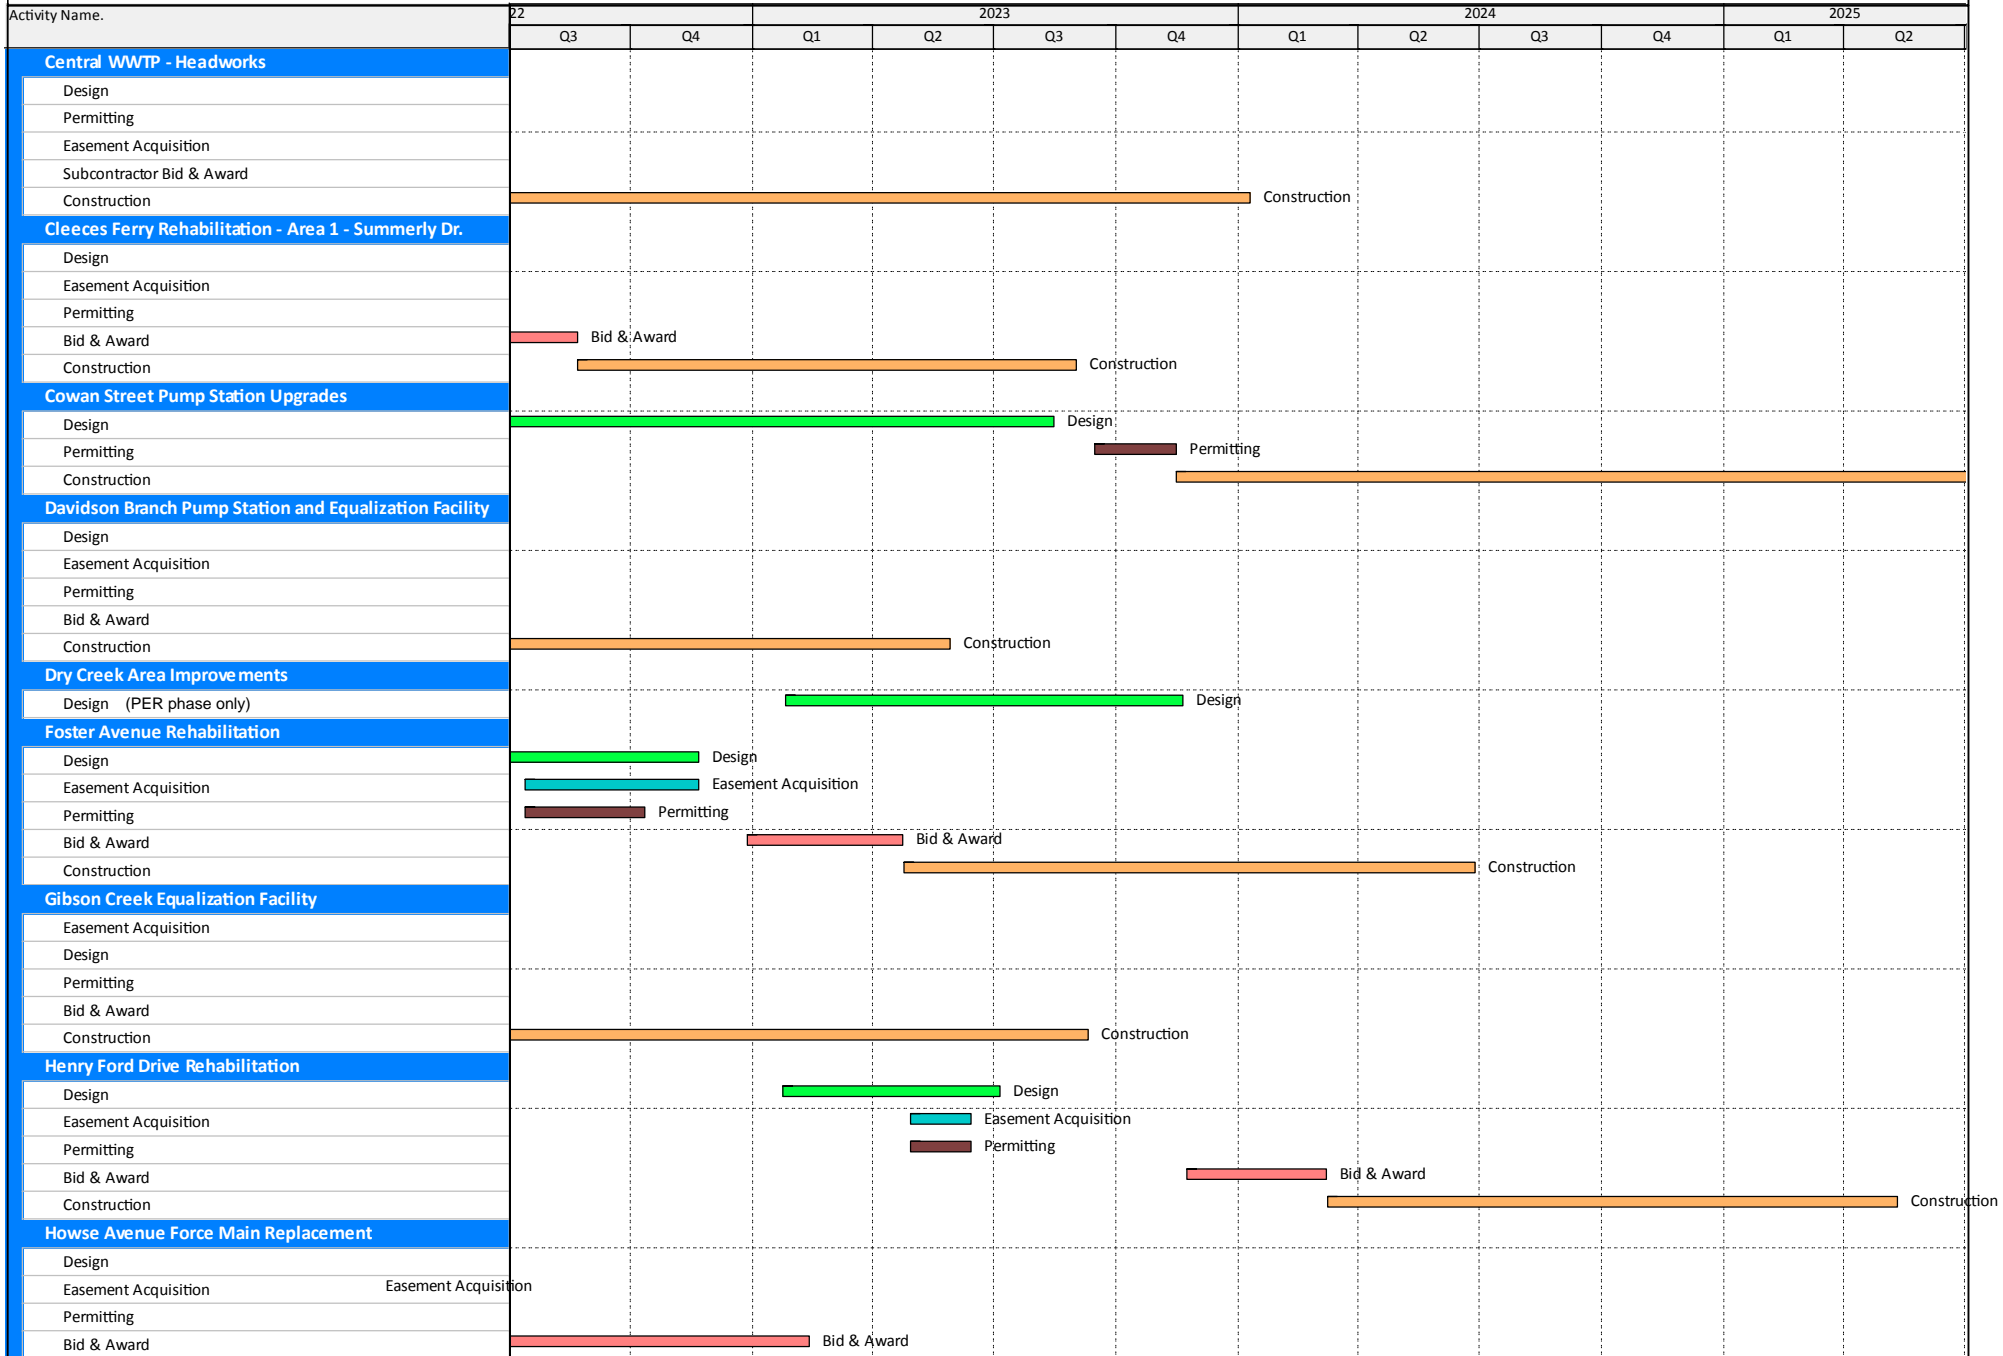 Activity Name.
22 2023 2024 2025
Q3 Q4 Q1 Q2 Q3 Q4 Q1 Q2 Q3 Q4 Q1 Q2
Central WWTP - Headworks
Design
Permitting
Easement Acquisition
Subcontractor Bid & Award
Construction Construction
Cleeces Ferry Rehabilitation - Area 1 - Summerly Dr.
Design
Easement Acquisition
Permitting
Bid & Award Bid & Award
Construction Construction
Cowan Street Pump Station Upgrades
Design Design
Permitting Permitting
Construction
Davidson Branch Pump Station and Equalization Facility
Design
Easement Acquisition
Permitting
Bid & Award
Construction Construction
Dry Creek Area Improvements
Design (PER phase only) Design
Foster Avenue Rehabilitation
Design Design
Easement Acquisition Easement Acquisition
Permitting Permitting
Bid & Award Bid & Award
Construction Construction
Gibson Creek Equalization Facility
Easement Acquisition
Design
Permitting
Bid & Award
Construction Construction
Henry Ford Drive Rehabilitation
Design Design
Easement Acquisition Easement Acquisition
Permitting Permitting
Bid & Award Bid & Award
Construction Construction
Howse Avenue Force Main Replacement
Design
Easement Acquisition Easement Acquisition
Permitting
Bid & Award Bid & Award